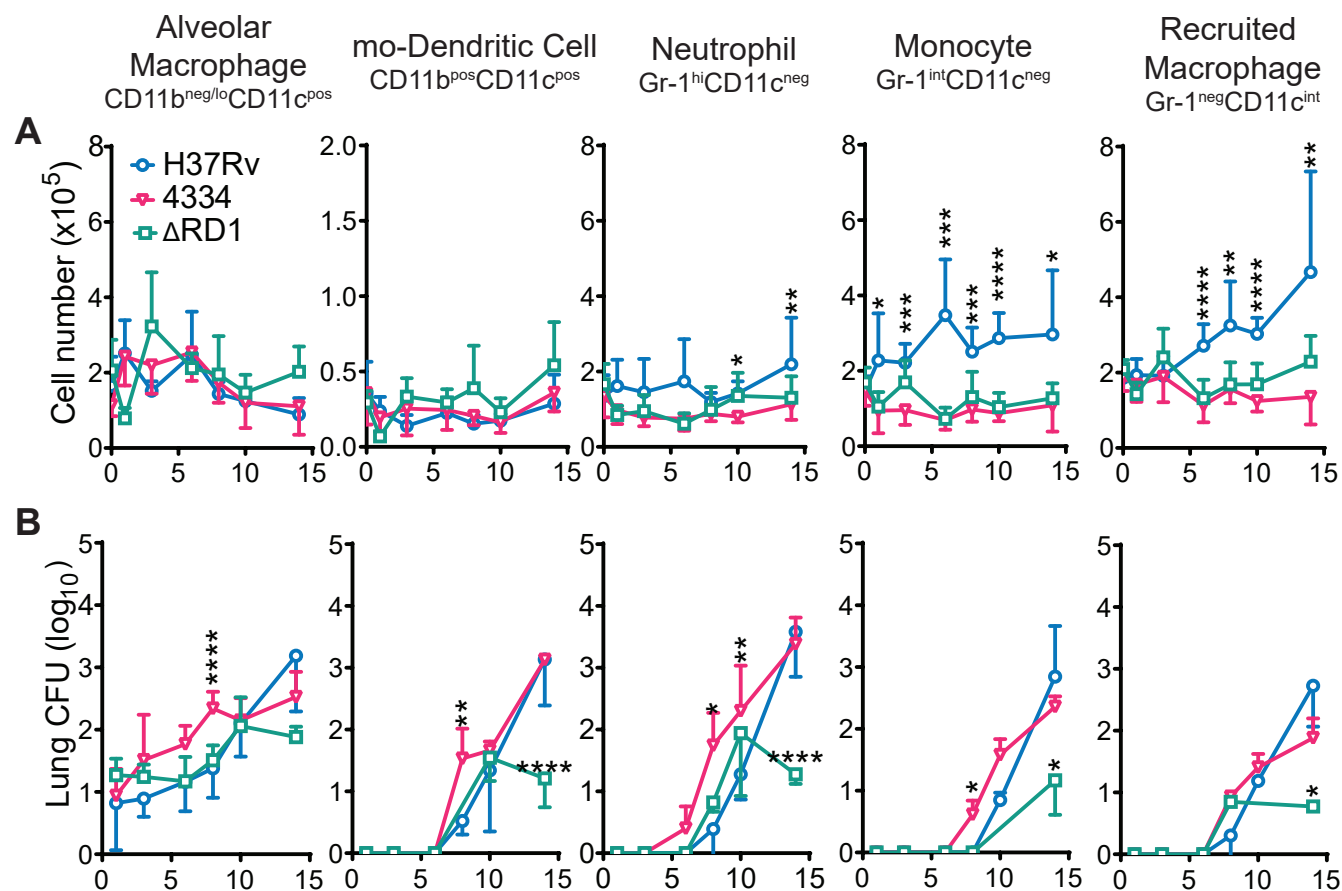 Alveolar
Macrophage
CD11b^neg/lo CD11c^pos
mo-Dendritic Cell
CD11b^pos CD11c^pos
Neutrophil
Gr-1^hi CD11c^neg
Monocyte
Gr-1^int CD11c^neg
Recruited
Macrophage
Gr-1^neg CD11c^int
A
Cell number (x10^5)
8
6
4
2
0
H37Rv
4334
ΔRD1
0 5 10 15
2.0
1.5
1.0
0.5
0.0
0 5 10 15
8
6
4
2
0
*
**
0 5 10 15
8
6
4
2
0
*
***
***
***
****
*
0 5 10 15
8
6
4
2
0
****
**
****
**
0 5 10 15
B
Lung CFU (log10)
5
4
3
2
1
0
****
0 5 10 15
5
4
3
2
1
0
**
****
0 5 10 15
5
4
3
2
1
0
*
**
****
0 5 10 15
5
4
3
2
1
0
*
*
0 5 10 15
5
4
3
2
1
0
*
0 5 10 15